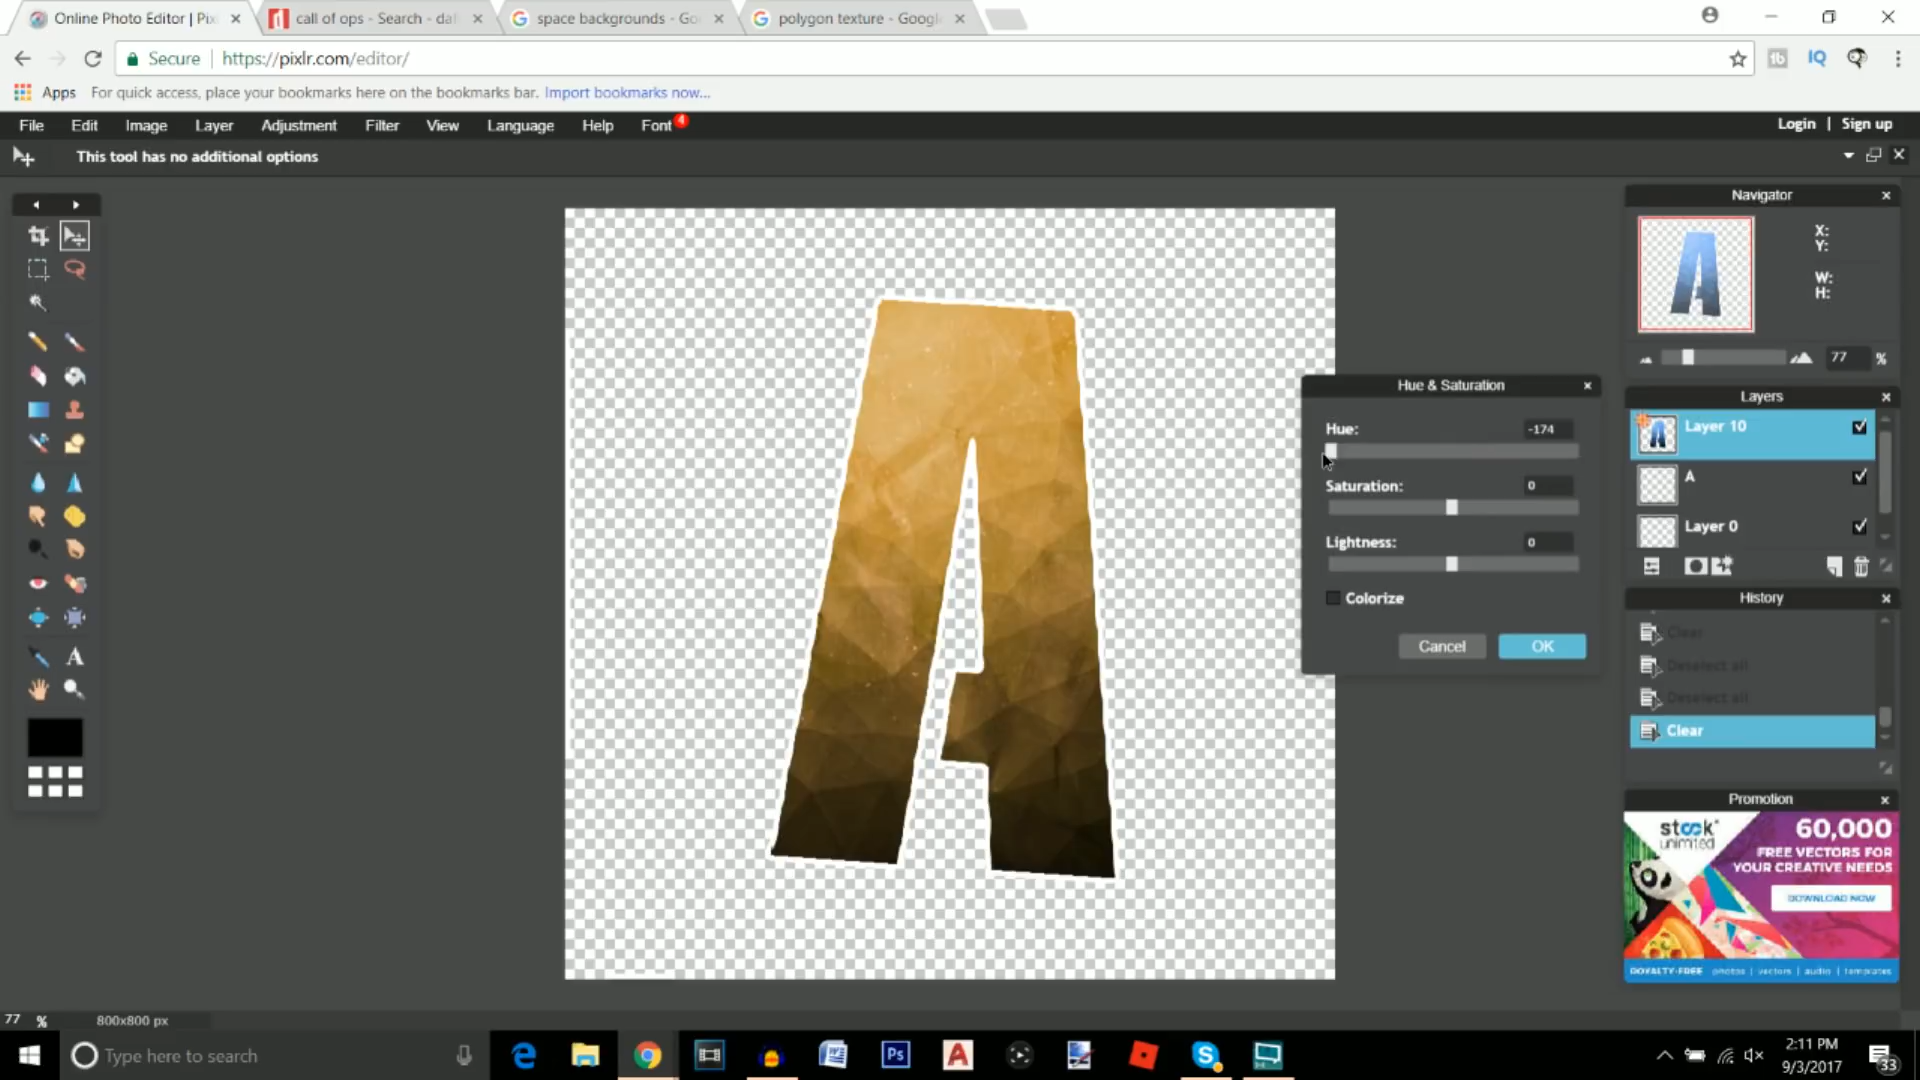 Online Photo Editor | Pix
call of ops - Search - daf
space backgrounds - Go
polygon texture - Googl
Secure
https://pixlr.com/editor/
Apps
For quick access, place your bookmarks here on the bookmarks bar. Import bookmarks now...
File Edit Image Layer Adjustment Filter View Language Help Font 4
Login | Sign up
This tool has no additional options
Navigator
X:
Y:
W:
H:
77 %
Hue & Saturation
Hue: -174
Saturation: 0
Lightness: 0
Colorize
Cancel OK
Layers
Layer 10
A
Layer 0
History
Clear
Deselect all
Deselect all
Clear
Promotion
stock unlimited
60,000
FREE VECTORS FOR
YOUR CREATIVE NEEDS
DOWNLOAD NOW
ROYALTY-FREE photos | vectors | audio | templates
A
77 % 800x800 px
Type here to search
Ps
2:11 PM
9/3/2017
33